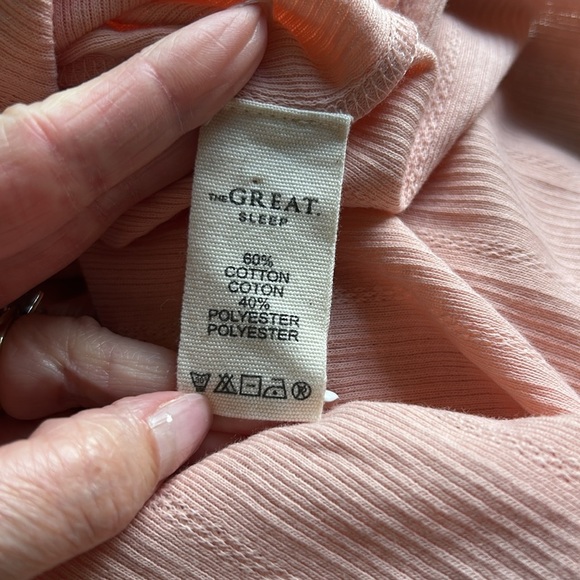 THE GREAT.
SLEEP
60%
COTTON
COTON
40%
POLYESTER
POLYESTER